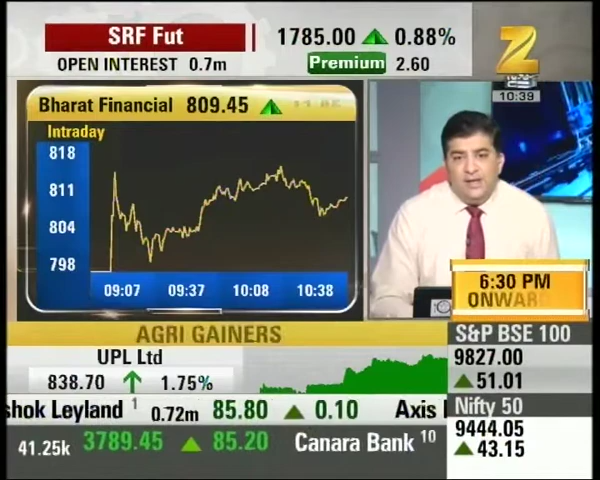 SRF Fut
1785.00 0.88%
OPEN INTEREST 0.7m
Premium 2.60
Z
10:39
Bharat Financial 809.45
Intraday
818
811
804
798
09:07 09:37 10:08 10:38
6:30 PM
ONWARD
AGRI GAINERS
UPL Ltd
838.70 1.75%
S&P BSE 100
9827.00
51.01
shok Leyland 1 0.72m 85.80 0.10 Axis
Nifty 50
9444.05
43.15
41.25k 3789.45 85.20 Canara Bank 10